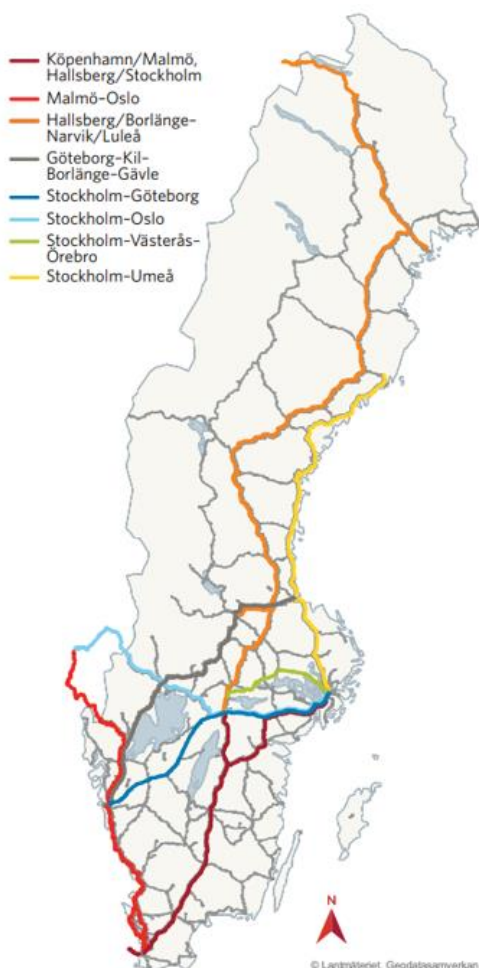 Köpenhamn/Malmö,
Hallsberg/Stockholm
Malmö–Oslo
Hallsberg/Borlänge–
Narvik/Luleå
Göteborg–Kil–
Borlänge–Gävle
Stockholm–Göteborg
Stockholm–Oslo
Stockholm–Västerås–
Örebro
Stockholm–Umeå
N
© Lantmäteriet, Geodatasamverkan